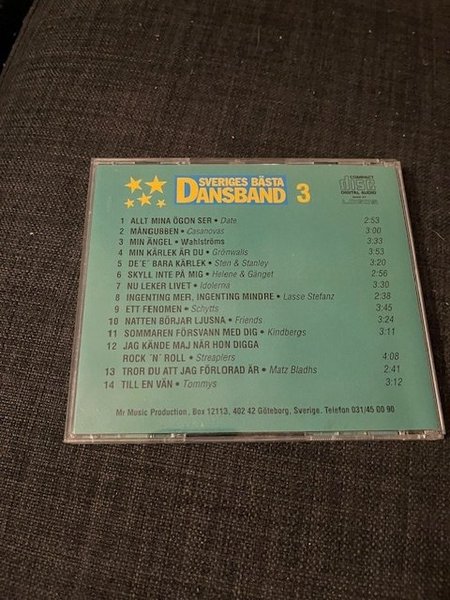 SVERIGES BÄSTA
DANSBAND 3
COMPACT
disc
DIGITAL AUDIO
1 ALLT MINA ÖGON SER • Date 2:53
2 MÅNGUBBEN • Casanovas 3:00
3 MIN ÄNGEL • Wahlströms 3:33
4 MIN KÄRLEK ÄR DU • Grönwalls 3:53
5 DE´E´ BARA KÄRLEK • Sten & Stanley 3:20
6 SKYLL INTE PÅ MIG • Helene & Gänget 2:56
7 NU LEKER LIVET • Idolerna 3:30
8 INGENTING MER, INGENTING MINDRE • Lasse Stefanz 2:38
9 ETT FENOMEN • Schytts 3:45
10 NATTEN BÖRJAR LJUSNA • Friends 3:24
11 SOMMAREN FÖRSVANN MED DIG • Kindbergs 3:11
12 JAG KÄNDE MAJ NÄR HON DIGGA
ROCK ´N´ ROLL • Streaplers 4:08
13 TROR DU ATT JAG FÖRLORAD ÄR • Matz Bladhs 2:41
14 TILL EN VÄN • Tommys 3:12
Mr Music Production, Box 12113, 402 42 Göteborg, Sverige. Telefon 031/45 00 90